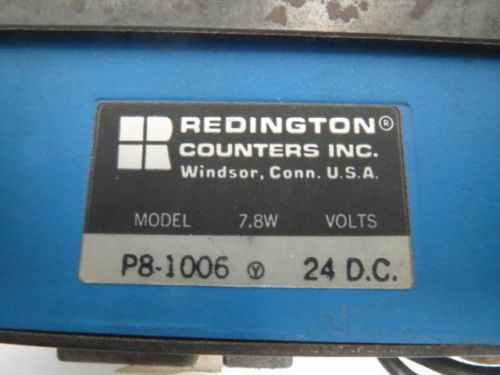 REDINGTON®
COUNTERS INC.
Windsor, Conn. U.S.A.
MODEL 7.8W VOLTS
P8-1006 Ⓨ 24 D.C.